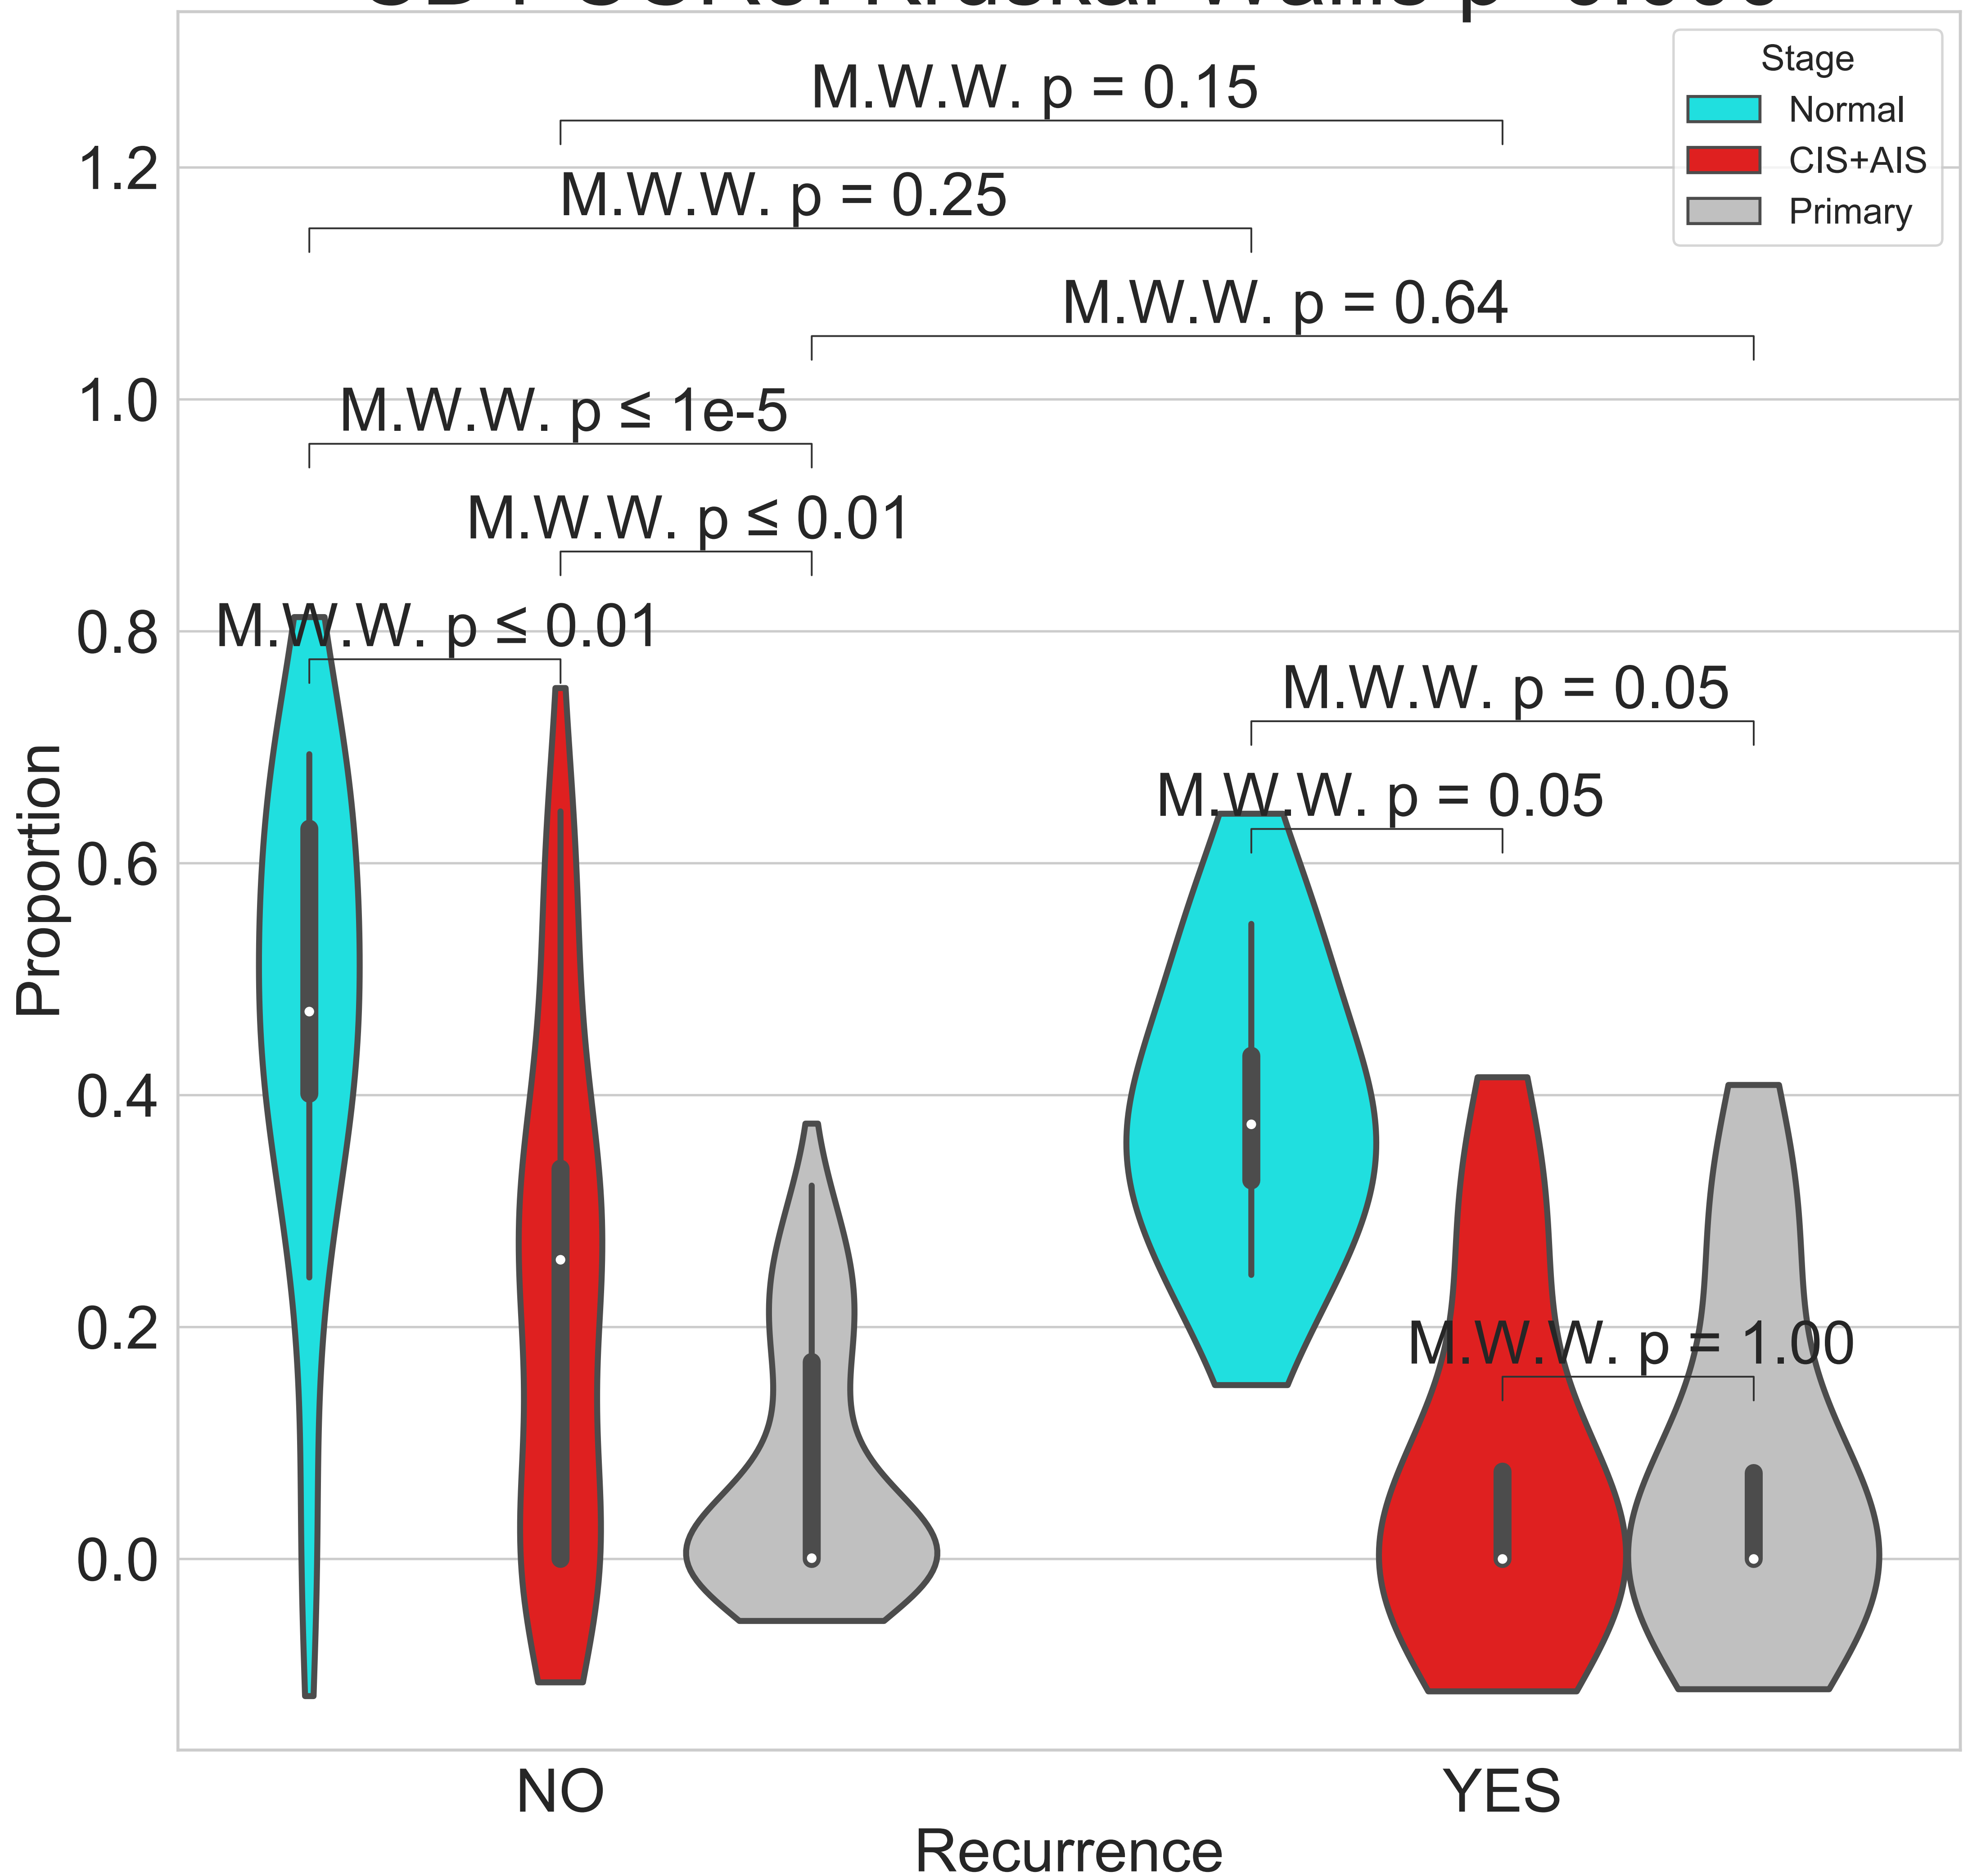 Stage
Normal
CIS+AIS
Primary
M.W.W. p = 0.15
M.W.W. p = 0.25
M.W.W. p = 0.64
M.W.W. p ≤ 1e-5
M.W.W. p ≤ 0.01
M.W.W. p ≤ 0.01
M.W.W. p = 0.05
M.W.W. p = 0.05
M.W.W. p = 1.00
1.2
1.0
0.8
0.6
0.4
0.2
0.0
Proportion
NO
YES
Recurrence